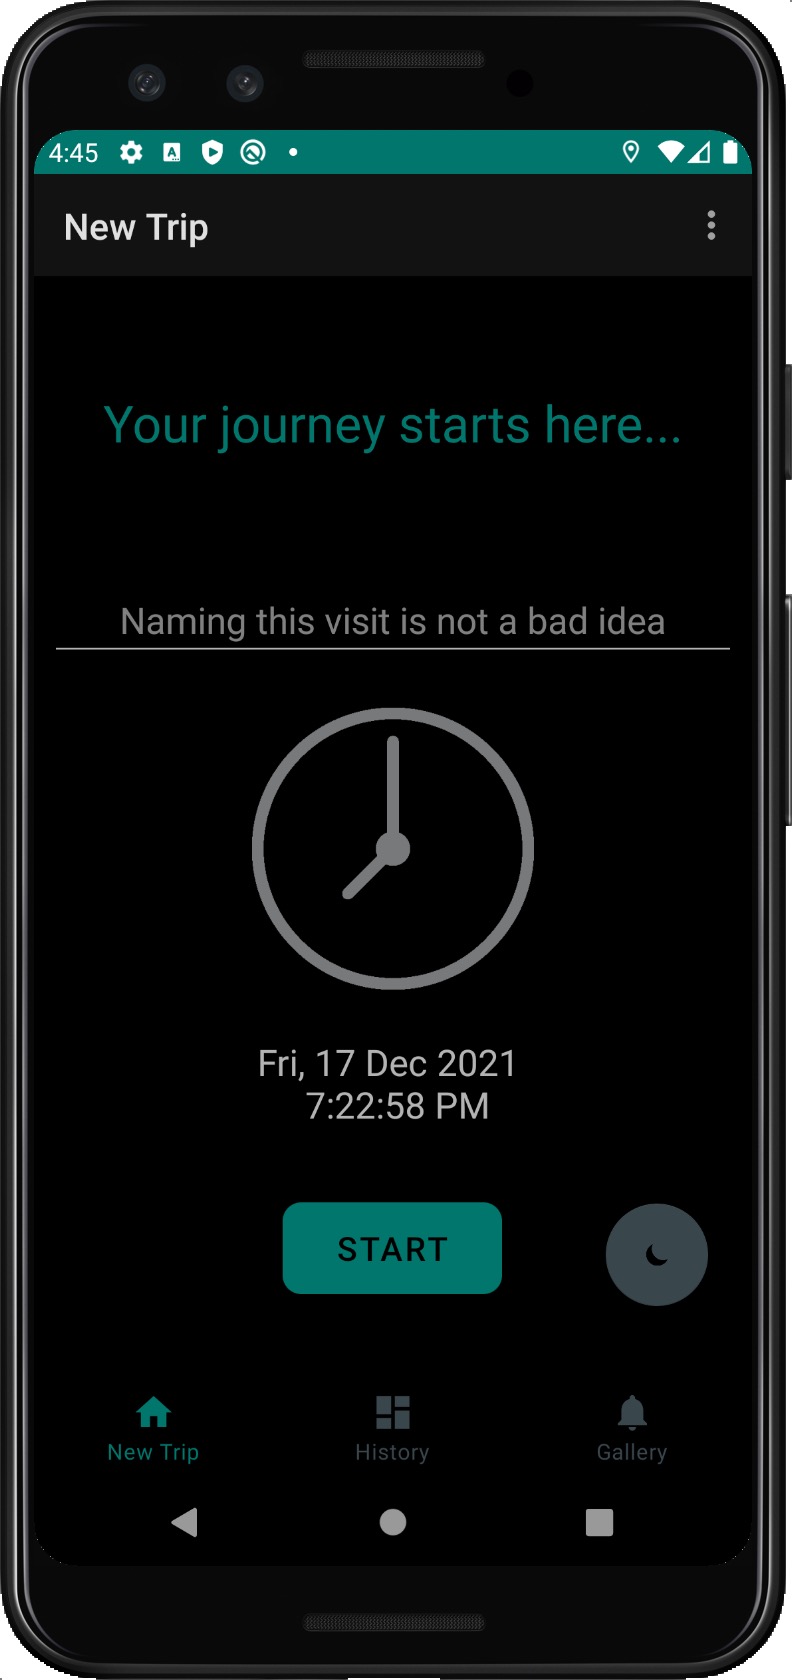 4:45
New Trip
Your journey starts here...
Naming this visit is not a bad idea
Fri, 17 Dec 2021
7:22:58 PM
START
New Trip
History
Gallery